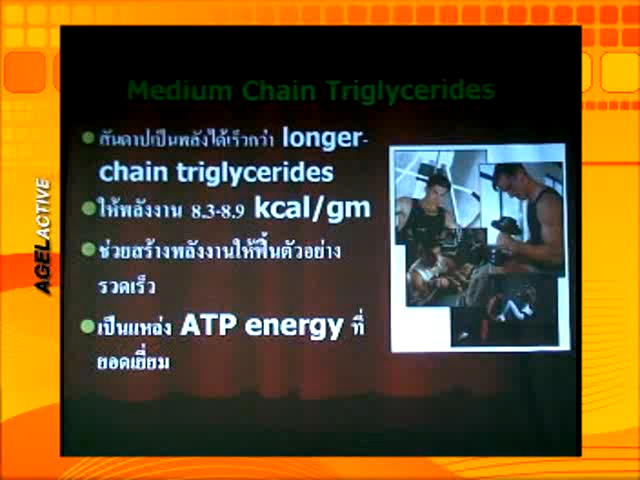 Medium Chain Triglycerides
สันดาปเป็นพลังได้เร็วกว่า longer-
chain triglycerides
ให้พลังงาน 8.3-8.9 kcal/gm
ช่วยสร้างพลังงานให้ฟื้นตัวอย่าง
รวดเร็ว
เป็นแหล่ง ATP energy ที่
ยอดเยี่ยม
AGELACTIVE